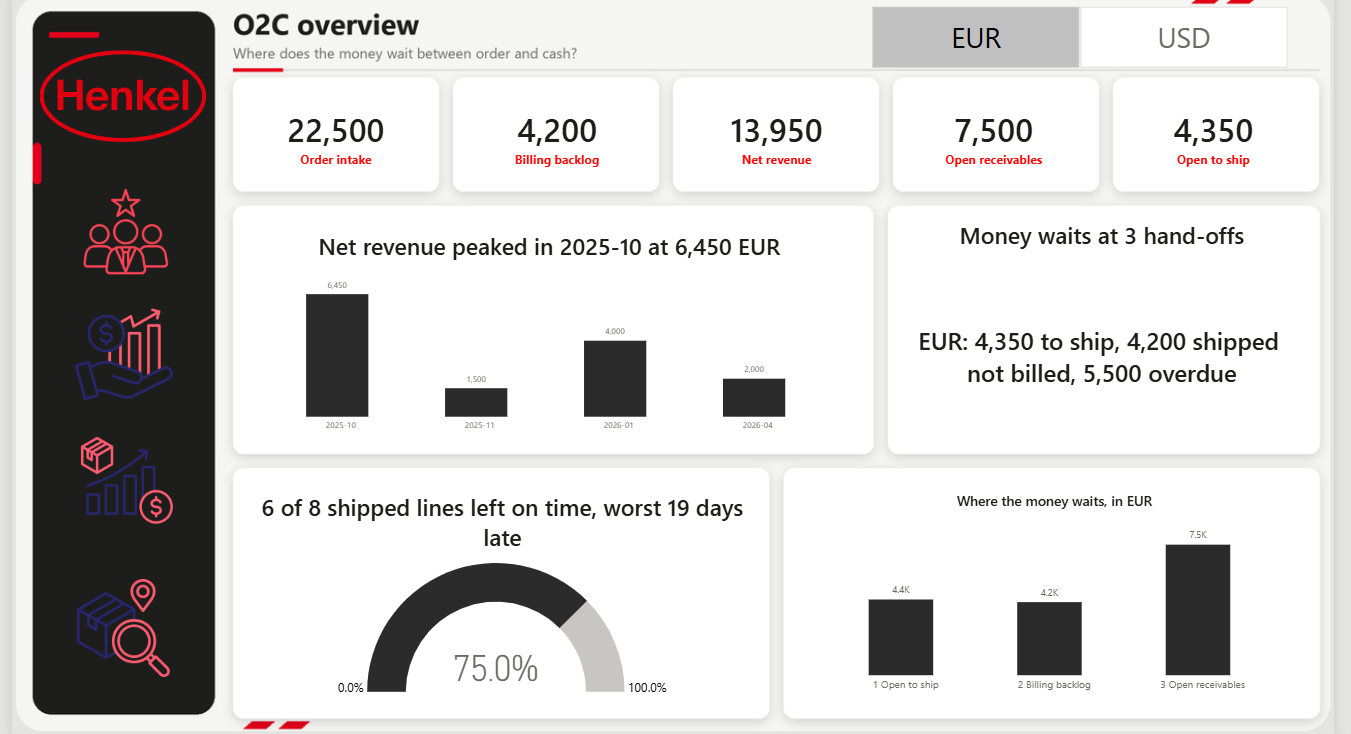 Henkel
O2C overview
Where does the money wait between order and cash?
EUR
USD
22,500
Order intake
4,200
Billing backlog
13,950
Net revenue
7,500
Open receivables
4,350
Open to ship
Net revenue peaked in 2025-10 at 6,450 EUR
6,450
1,500
4,000
2,000
2025-10
2025-11
2026-01
2026-04
Money waits at 3 hand-offs
EUR: 4,350 to ship, 4,200 shipped
not billed, 5,500 overdue
6 of 8 shipped lines left on time, worst 19 days
late
75.0%
0.0%
100.0%
Where the money waits, in EUR
4.4K
4.2K
7.5K
1 Open to ship
2 Billing backlog
3 Open receivables